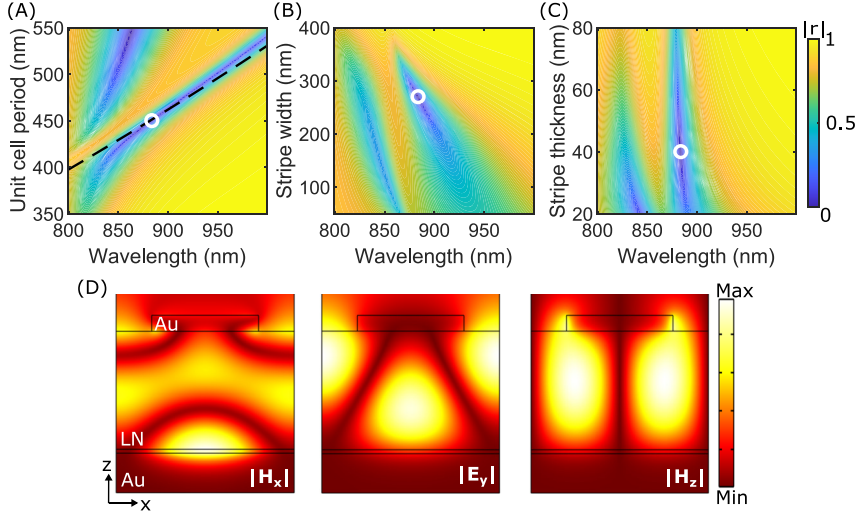 (A)
Unit cell period (nm)
550
500
450
400
350
800
850
900
950
Wavelength (nm)
(B)
Stripe width (nm)
400
300
200
100
800
850
900
950
Wavelength (nm)
(C)
Stripe thickness (nm)
80
60
40
20
800
850
900
950
Wavelength (nm)
|r|
1
0.5
0
(D)
Au
LN
Au
z
x
|Hx|
|Ey|
|Hz|
Max
Min